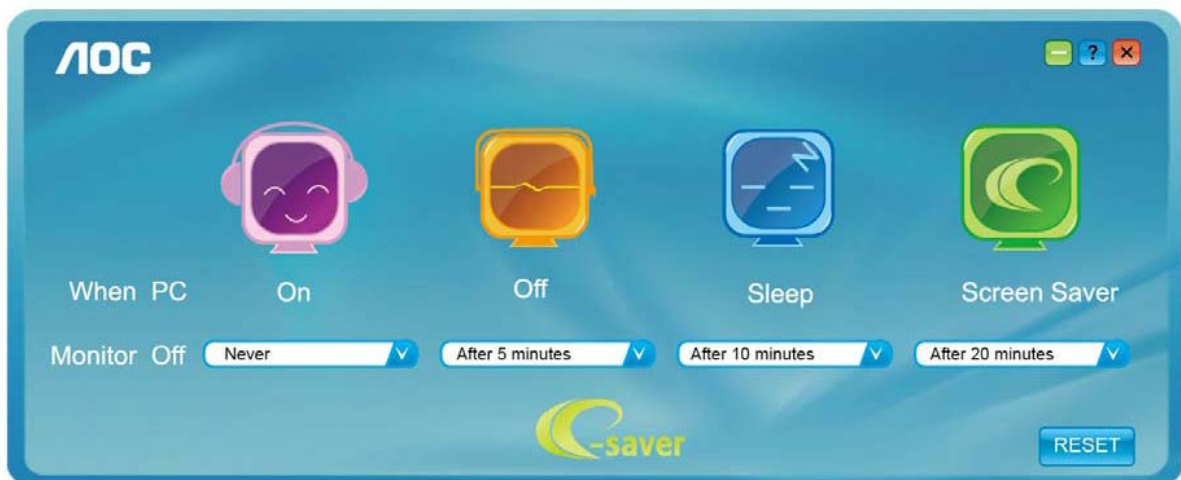 AOC
?
When PC On Off Sleep Screen Saver
Monitor Off Never After 5 minutes After 10 minutes After 20 minutes
e-saver
RESET